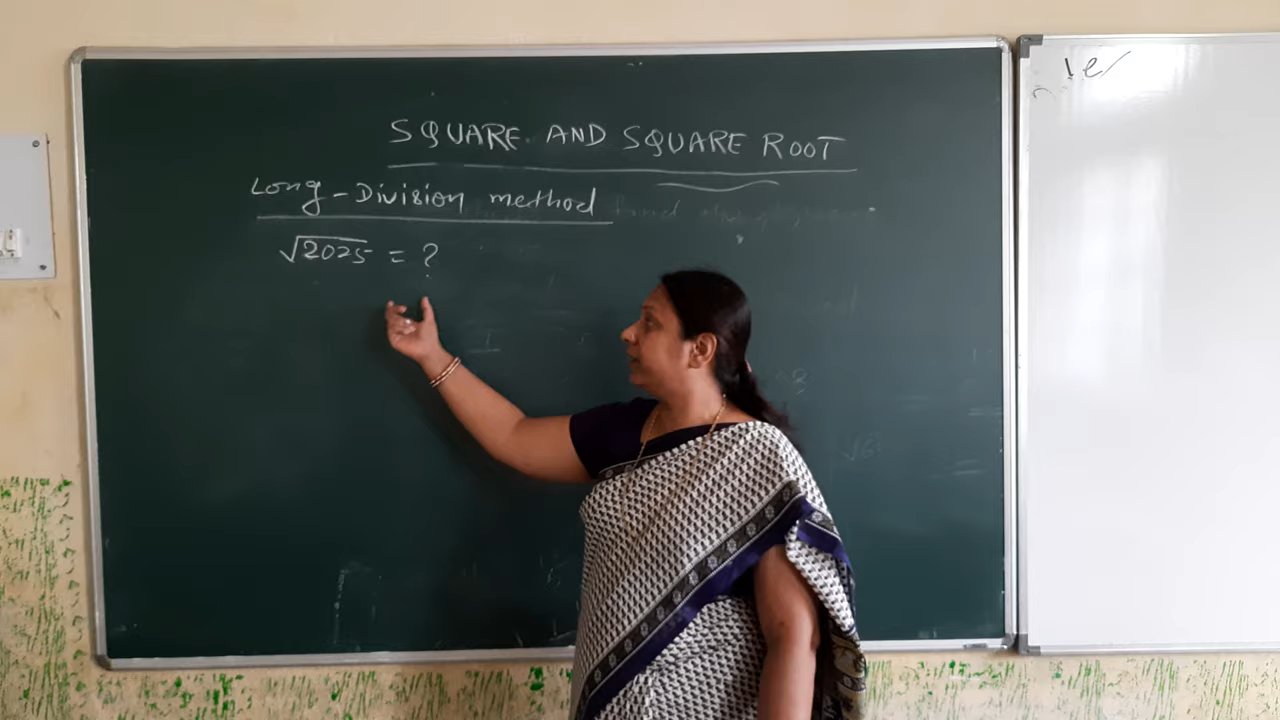 SQUARE AND SQUARE ROOT
Long-Division method
√2025 = ?